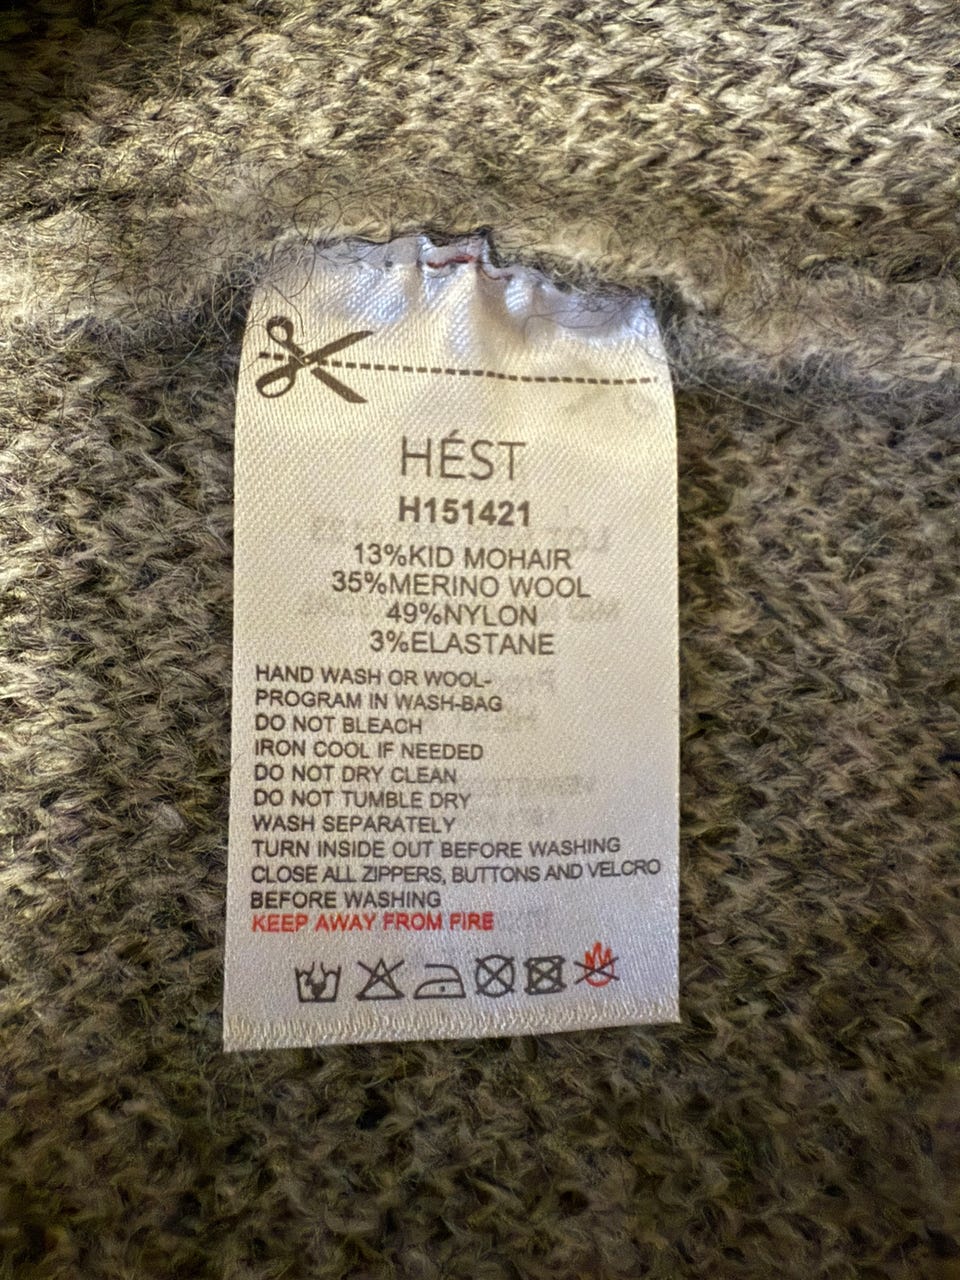 HÉST
H151421
13%KID MOHAIR
35%MERINO WOOL
49%NYLON
3%ELASTANE
HAND WASH OR WOOL-
PROGRAM IN WASH-BAG
DO NOT BLEACH
IRON COOL IF NEEDED
DO NOT DRY CLEAN
DO NOT TUMBLE DRY
WASH SEPARATELY
TURN INSIDE OUT BEFORE WASHING
CLOSE ALL ZIPPERS, BUTTONS AND VELCRO
BEFORE WASHING
KEEP AWAY FROM FIRE